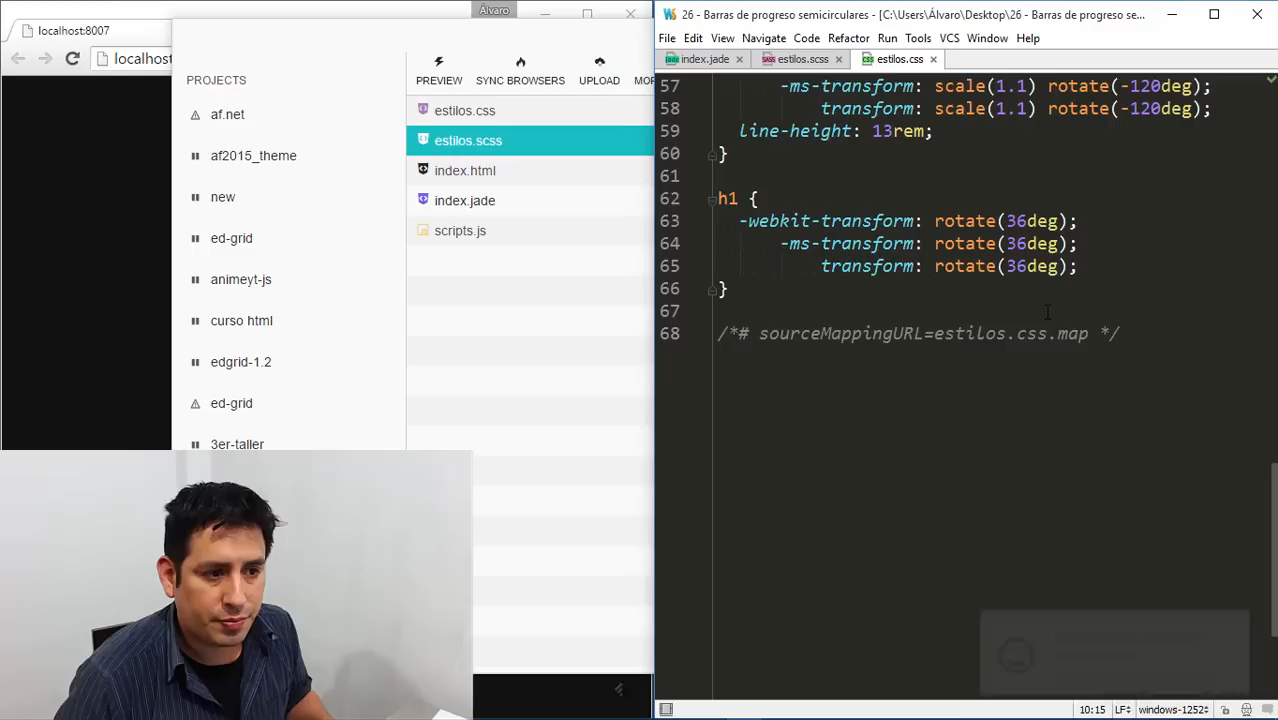 Álvaro
localhost:8007
localhost
PROJECTS
af.net
af2015_theme
new
ed-grid
animeyt-js
curso html
edgrid-1.2
ed-grid
3er-taller
PREVIEW SYNC BROWSERS UPLOAD
estilos.css
estilos.scss
index.html
index.jade
scripts.js
26 - Barras de progreso semicirculares - [C:\Users\Álvaro\Desktop\26 - Barras de progreso se...
File Edit View Navigate Code Refactor Run Tools VCS Window Help
index.jade estilos.scss estilos.css
57 -ms-transform: scale(1.1) rotate(-120deg);
58 transform: scale(1.1) rotate(-120deg);
59 line-height: 13rem;
60 }
61
62 h1 {
63 -webkit-transform: rotate(36deg);
64 -ms-transform: rotate(36deg);
65 transform: rotate(36deg);
66 }
67
68 /*# sourceMappingURL=estilos.css.map */
10:15 LF windows-1252